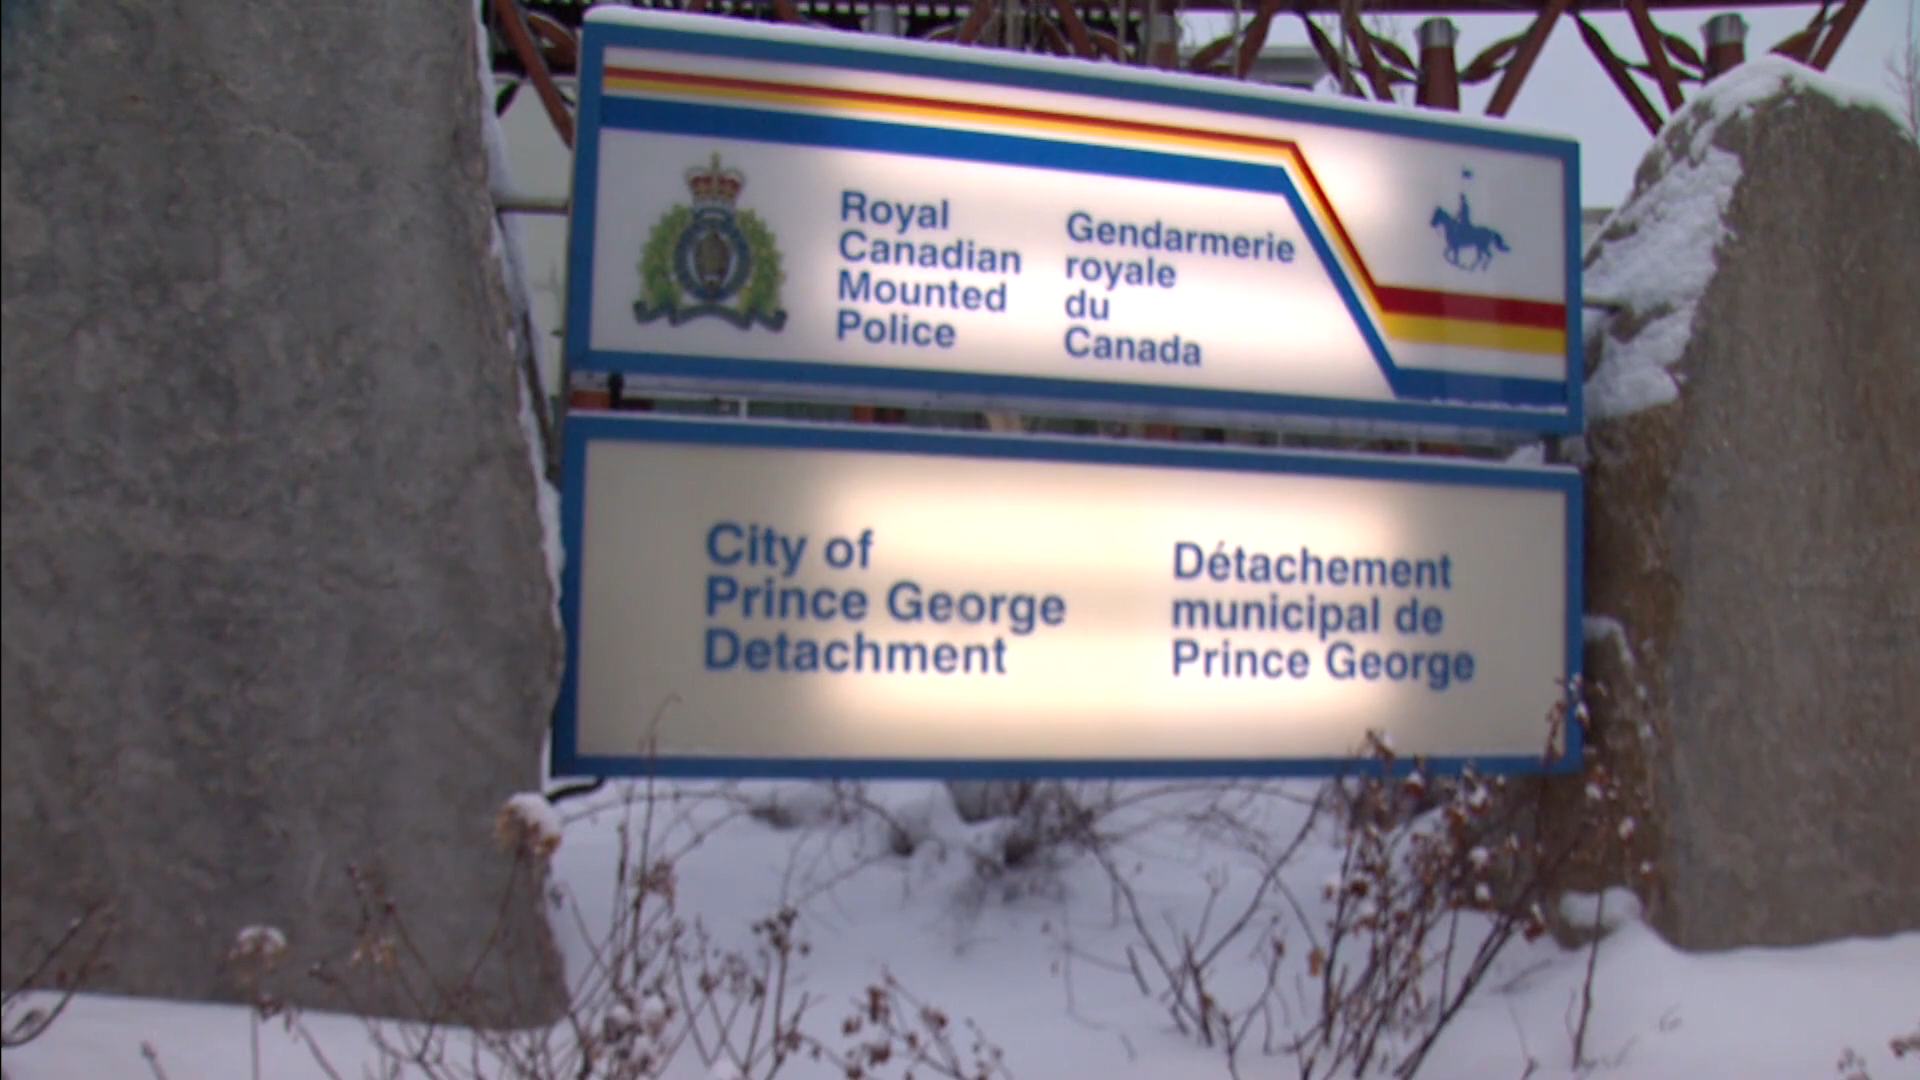 Royal
Canadian
Mounted
Police
Gendarmerie
royale
du
Canada
City of
Prince George
Detachment
Détachement
municipal de
Prince George